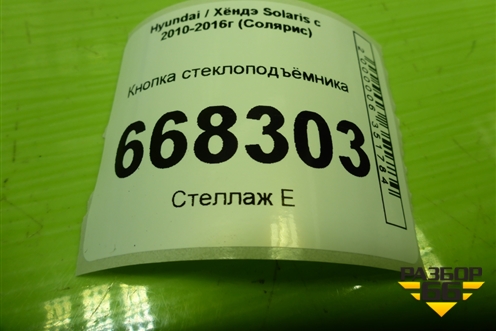 Hyundai / Хёндэ Solaris с
2010-2016г (Солярис)
Кнопка стеклоподъёмника
668303
Стеллаж Е
РАЗБОР